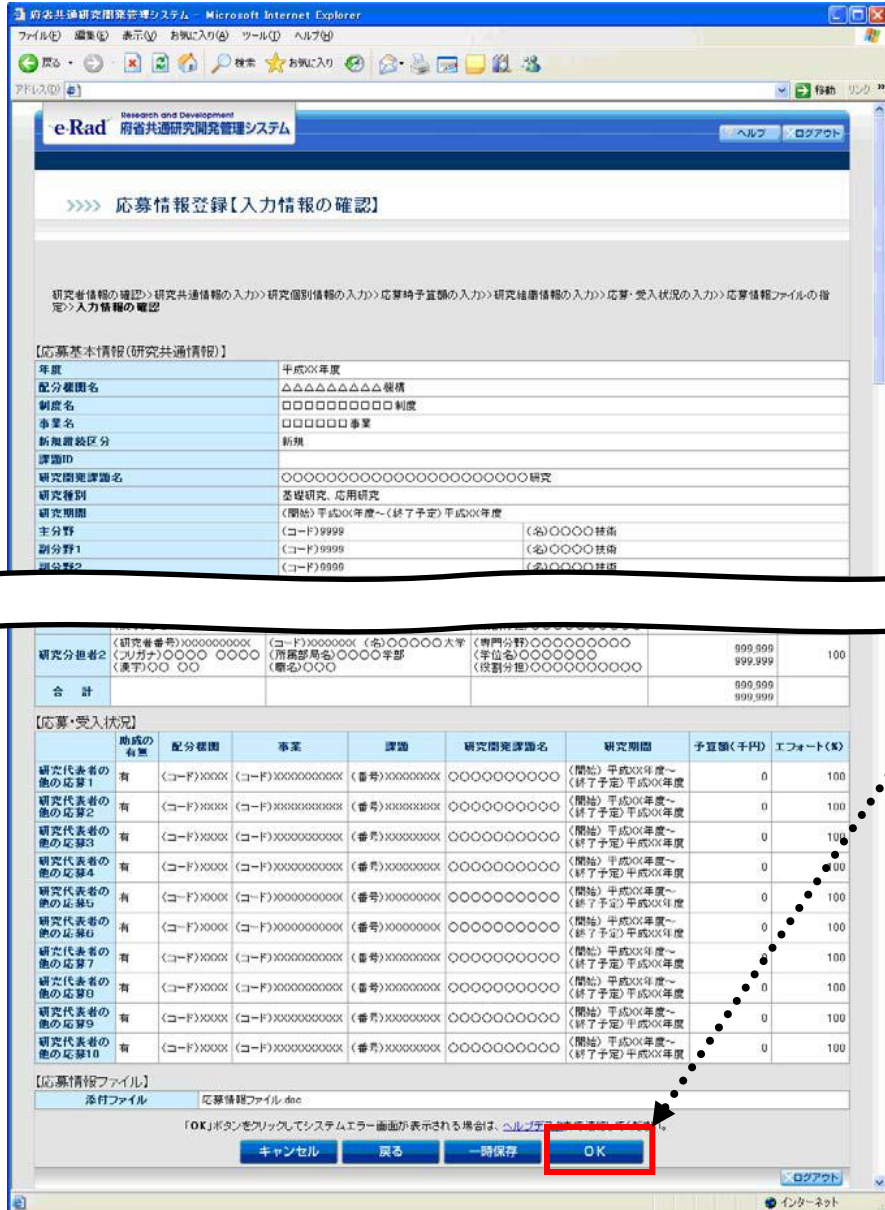 府省共通研究開発管理システム - Microsoft Internet Explorer
ファイル(F) 編集(E) 表示(V) お気に入り(A) ツール(T) ヘルプ(H)
戻る 検索 お気に入り
アドレス(D) 移動 リンク
e-Rad Research and Development
府省共通研究開発管理システム
ヘルプ ログアウト
>>>> 応募情報登録【入力情報の確認】
研究者情報の確認>>研究共通情報の入力>>研究個別情報の入力>>応募時予算額の入力>>研究組織情報の入力>>応募・受入状況の入力>>応募情報ファイルの指
定>>入力情報の確認
【応募基本情報(研究共通情報)】
年度 平成XX年度
配分機関名 △△△△△△△△△機構
制度名 □□□□□□□□□□制度
事業名 □□□□□□事業
新規継続区分 新規
課題ID
研究開発課題名 ○○○○○○○○○○○○○○○○○○○○○○研究
研究種別 基礎研究、応用研究
研究期間 (開始)平成XX年度~(終了予定)平成XX年度
主分野 (コード)9999 (名)○○○○技術
副分野1 (コード)9999 (名)○○○○技術
副分野2 (コード)9999 (名)○○○○技術
研究分担者2 (研究者番号)XXXXXXXXXX (コード)XXXXXXX (名)○○○○○大学 (専門分野)○○○○○○○○○ 999,999 100
(フリガナ)○○○○ ○○○○ (所属部局名)○○○○学部 (学位名)○○○○○○ 999,999
(漢字)○○ ○○ (職名)○○○ (役割分担)○○○○○○○○○○
合 計 999,999
999,999
【応募・受入状況】
助成の有無 配分機関 事業 課題 研究開発課題名 研究期間 予算額(千円) エフォート(%)
研究代表者の他の応募1 有 (コード)XXXX (コード)XXXXXXXXXXX (番号)XXXXXXXX ○○○○○○○○○○ (開始) 平成XX年度~(終了予定)平成XX年度 0 100
研究代表者の他の応募2 有 (コード)XXXX (コード)XXXXXXXXXXX (番号)XXXXXXXX ○○○○○○○○○○ (開始) 平成XX年度~(終了予定)平成XX年度 0 100
研究代表者の他の応募3 有 (コード)XXXX (コード)XXXXXXXXXXX (番号)XXXXXXXX ○○○○○○○○○○ (開始) 平成XX年度~(終了予定)平成XX年度 0 100
研究代表者の他の応募4 有 (コード)XXXX (コード)XXXXXXXXXXX (番号)XXXXXXXX ○○○○○○○○○○ (開始) 平成XX年度~(終了予定)平成XX年度 0 100
研究代表者の他の応募5 有 (コード)XXXX (コード)XXXXXXXXXXX (番号)XXXXXXXX ○○○○○○○○○○ (開始) 平成XX年度~(終了予定)平成XX年度 0 100
研究代表者の他の応募6 有 (コード)XXXX (コード)XXXXXXXXXXX (番号)XXXXXXXX ○○○○○○○○○○ (開始) 平成XX年度~(終了予定)平成XX年度 0 100
研究代表者の他の応募7 有 (コード)XXXX (コード)XXXXXXXXXXX (番号)XXXXXXXX ○○○○○○○○○○ (開始) 平成XX年度~(終了予定)平成XX年度 0 100
研究代表者の他の応募8 有 (コード)XXXX (コード)XXXXXXXXXXX (番号)XXXXXXXX ○○○○○○○○○○ (開始) 平成XX年度~(終了予定)平成XX年度 0 100
研究代表者の他の応募9 有 (コード)XXXX (コード)XXXXXXXXXXX (番号)XXXXXXXX ○○○○○○○○○○ (開始) 平成XX年度~(終了予定)平成XX年度 0 100
研究代表者の他の応募10 有 (コード)XXXX (コード)XXXXXXXXXXX (番号)XXXXXXXX ○○○○○○○○○○ (開始) 平成XX年度~(終了予定)平成XX年度 0 100
【応募情報ファイル】
添付ファイル 応募情報ファイル.doc
「OK」ボタンをクリックしてシステムエラー画面が表示される場合は、ヘルプデスクまで連絡してください。
キャンセル 戻る 一時保存 OK
ログアウト
インターネット